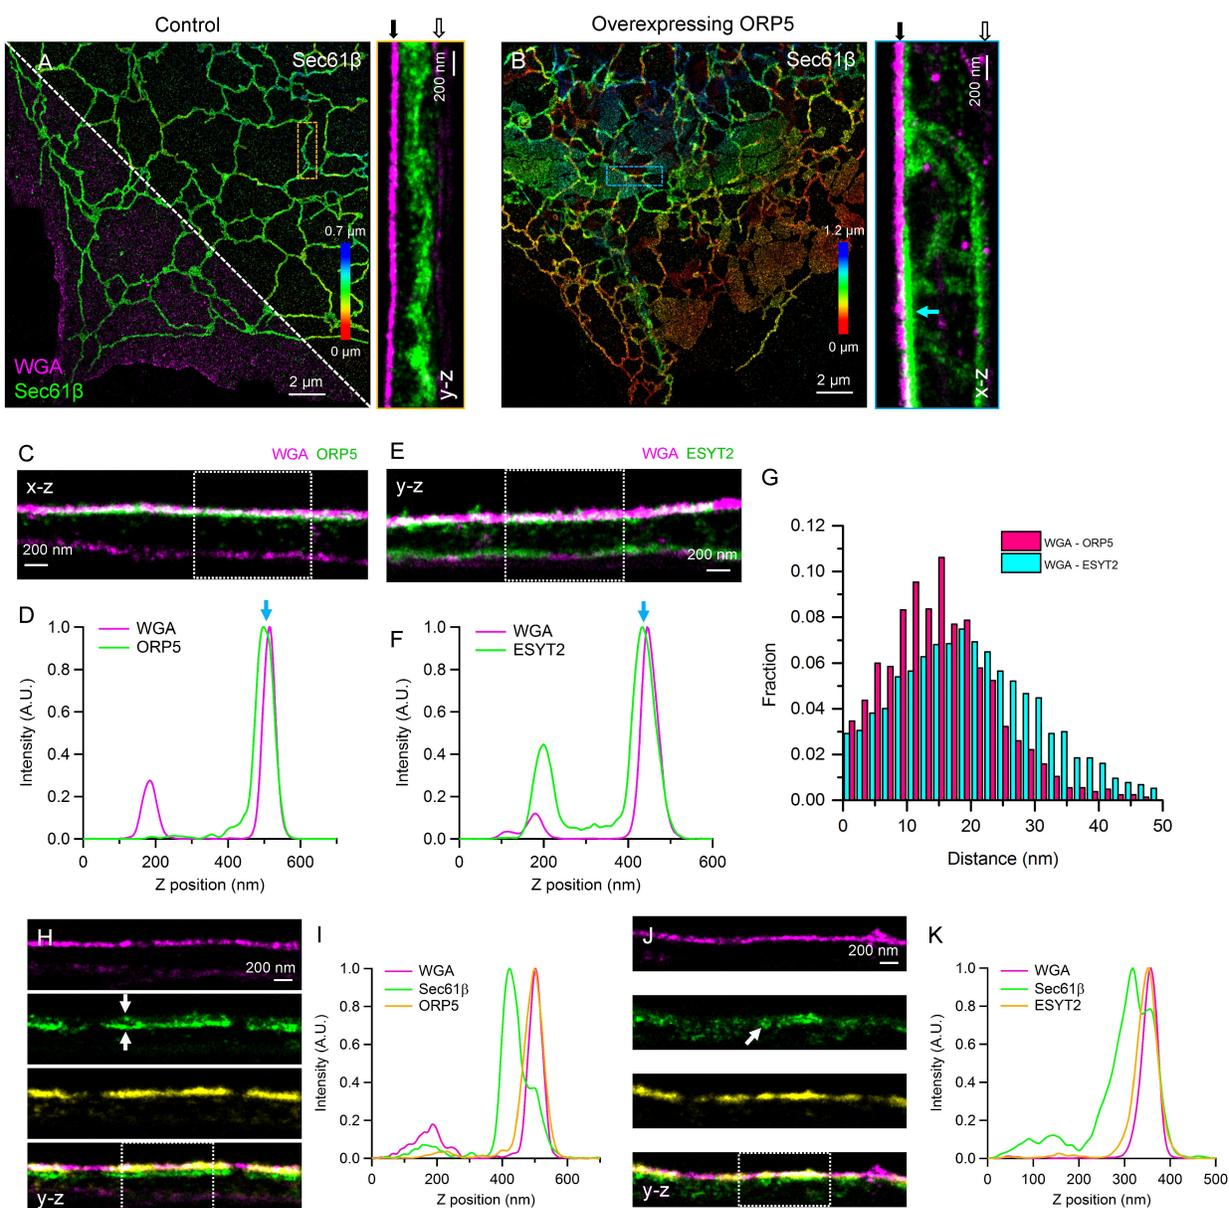 Control
Overexpressing ORP5
A
Sec61β
0.7 µm
0 µm
WGA
Sec61β
2 µm
200 nm
y-z
B
Sec61β
1.2 µm
0 µm
2 µm
200 nm
x-z
C
WGA ORP5
x-z
200 nm
E
WGA ESYT2
y-z
200 nm
D
WGA
ORP5
1.0
0.8
0.6
0.4
0.2
0.0
Intensity (A.U.)
0 200 400 600
Z position (nm)
F
WGA
ESYT2
1.0
0.8
0.6
0.4
0.2
0.0
Intensity (A.U.)
0 200 400 600
Z position (nm)
G
WGA - ORP5
WGA - ESYT2
0.12
0.10
0.08
0.06
0.04
0.02
0.00
Fraction
0 10 20 30 40 50
Distance (nm)
H
200 nm
y-z
I
WGA
Sec61β
ORP5
1.0
0.8
0.6
0.4
0.2
0.0
Intensity (A.U.)
0 200 400 600
Z position (nm)
J
200 nm
y-z
K
WGA
Sec61β
ESYT2
1.0
0.8
0.6
0.4
0.2
0.0
Intensity (A.U.)
0 100 200 300 400 500
Z position (nm)